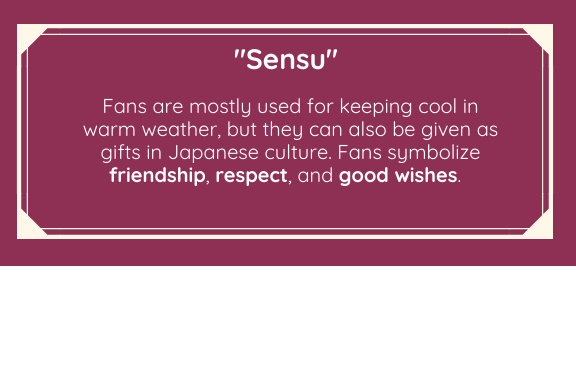 "Sensu"
Fans are mostly used for keeping cool in
warm weather, but they can also be given as
gifts in Japanese culture. Fans symbolize
friendship, respect, and good wishes.